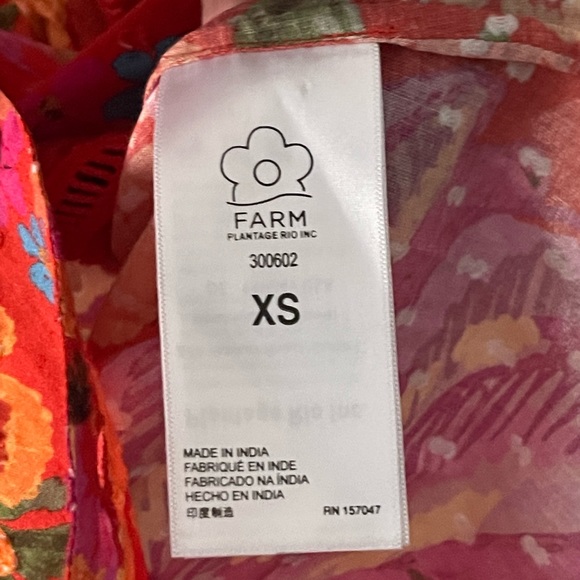 FARM
PLANTAGE RIO INC
300602
XS
MADE IN INDIA
FABRIQUÉ EN INDE
FABRICADO NA ÍNDIA
HECHO EN INDIA
印度制造
RN 157047